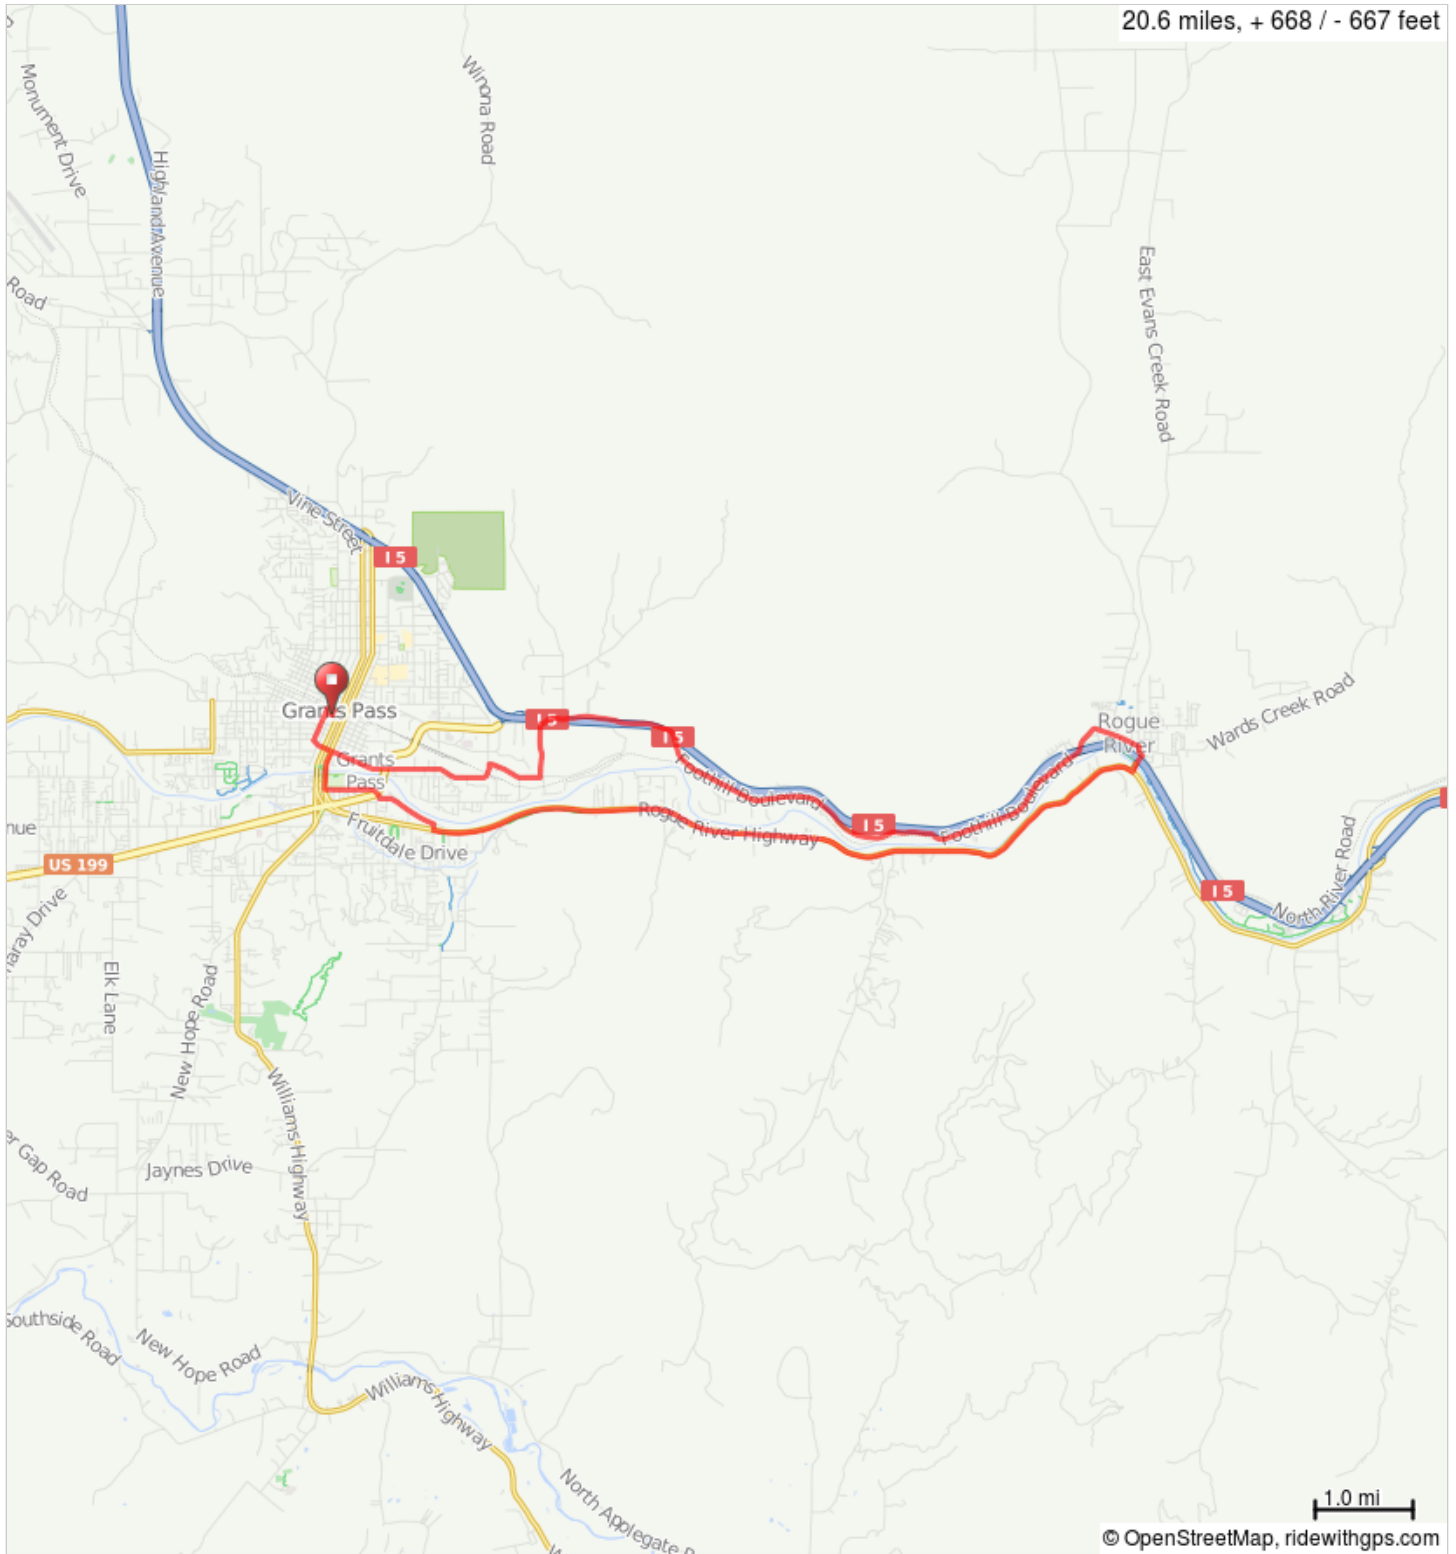 20.6 miles, + 668 / - 667 feet
Monument Drive
Winona Road
Highland Avenue
Road
East Evans Creek Road
Vine Street
I 5
Grants Pass
I 5
I 5
Rogue
River
Wards Creek Road
Grants
Pass
Foothill Boulevard
Foothill Boulevard
I 5
Rogue River Highway
Fruitdale Drive
nue
US 199
I 5
North River Road
Elk Lane
New Hope Road
Williams Highway
er Gap Road
Jaynes Drive
Southside Road
New Hope Road
Williams Highway
North Applegate R
1.0 mi
© OpenStreetMap, ridewithgps.com